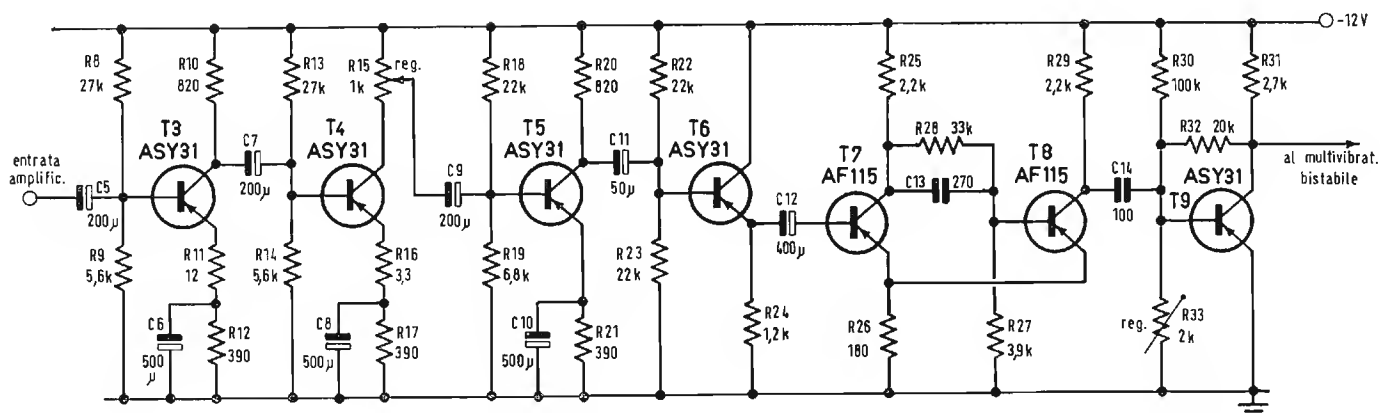 -12V
R8
27k
R10
820
R13
27k
R15
1k
reg.
R18
22k
R20
820
R22
22k
R25
2,2k
R29
2,2k
R30
100k
R31
2,7k
entrata
amplific.
C5
200µ
T3
ASY31
C7
200µ
T4
ASY31
C9
200µ
T5
ASY31
C11
50µ
T6
ASY31
C12
400µ
T7
AF115
R28 33k
C13 270
T8
AF115
C14
100
R32 20k
T9
ASY31
al multivibrat.
bistabile
R9
5,6k
R11
12
C6
500
µ
R12
390
R14
5,6k
R16
3,3
C8
500µ
R17
390
R19
6,8k
C10
500µ
R21
390
R23
22k
R24
1,2k
R26
180
R27
3,9k
reg.
R33
2k